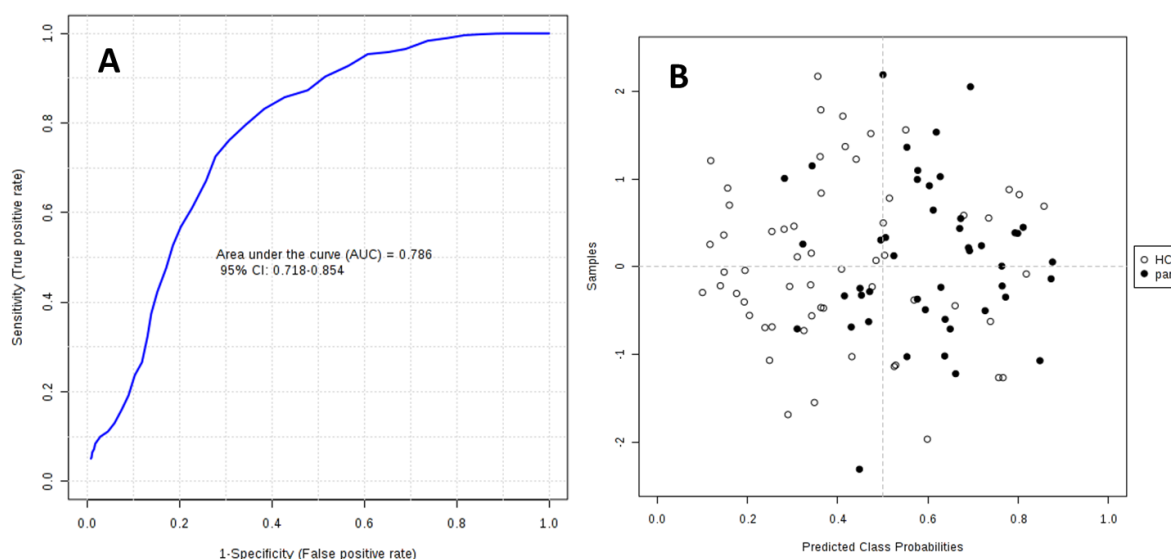 A
1.0
0.8
0.6
0.4
0.2
0.0
Sensitivity (True positive rate)
Area under the curve (AUC) = 0.786
95% CI: 0.718-0.854
0.0 0.2 0.4 0.6 0.8 1.0
1-Specificity (False positive rate)
B
2
1
0
-1
-2
Samples
HC
par
0.0 0.2 0.4 0.6 0.8 1.0
Predicted Class Probabilities